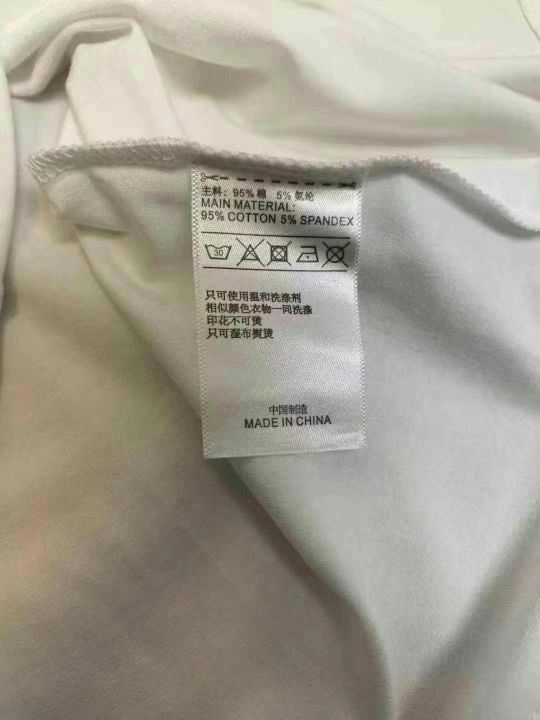 主料：95% 棉  5% 氨纶
MAIN MATERIAL:
95% COTTON 5% SPANDEX
30
只可使用温和洗涤剂
相似颜色衣物一同洗涤
印花不可烫
只可湿布熨烫
中国制造
MADE IN CHINA